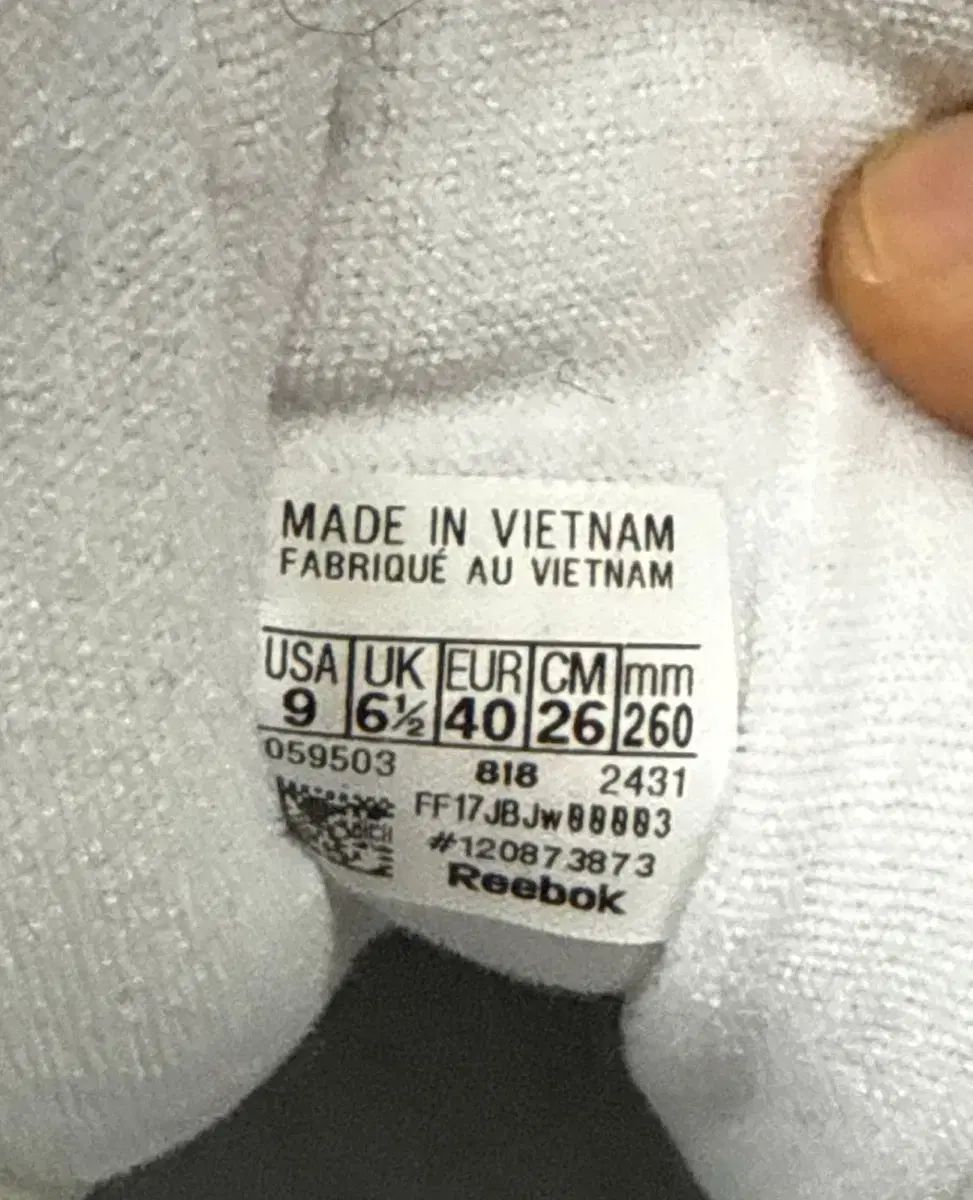 MADE IN VIETNAM
FABRIQUÉ AU VIETNAM
USA UK EUR CM mm
9 6½ 40 26 260
059503 818 2431
#120873873
Reebok